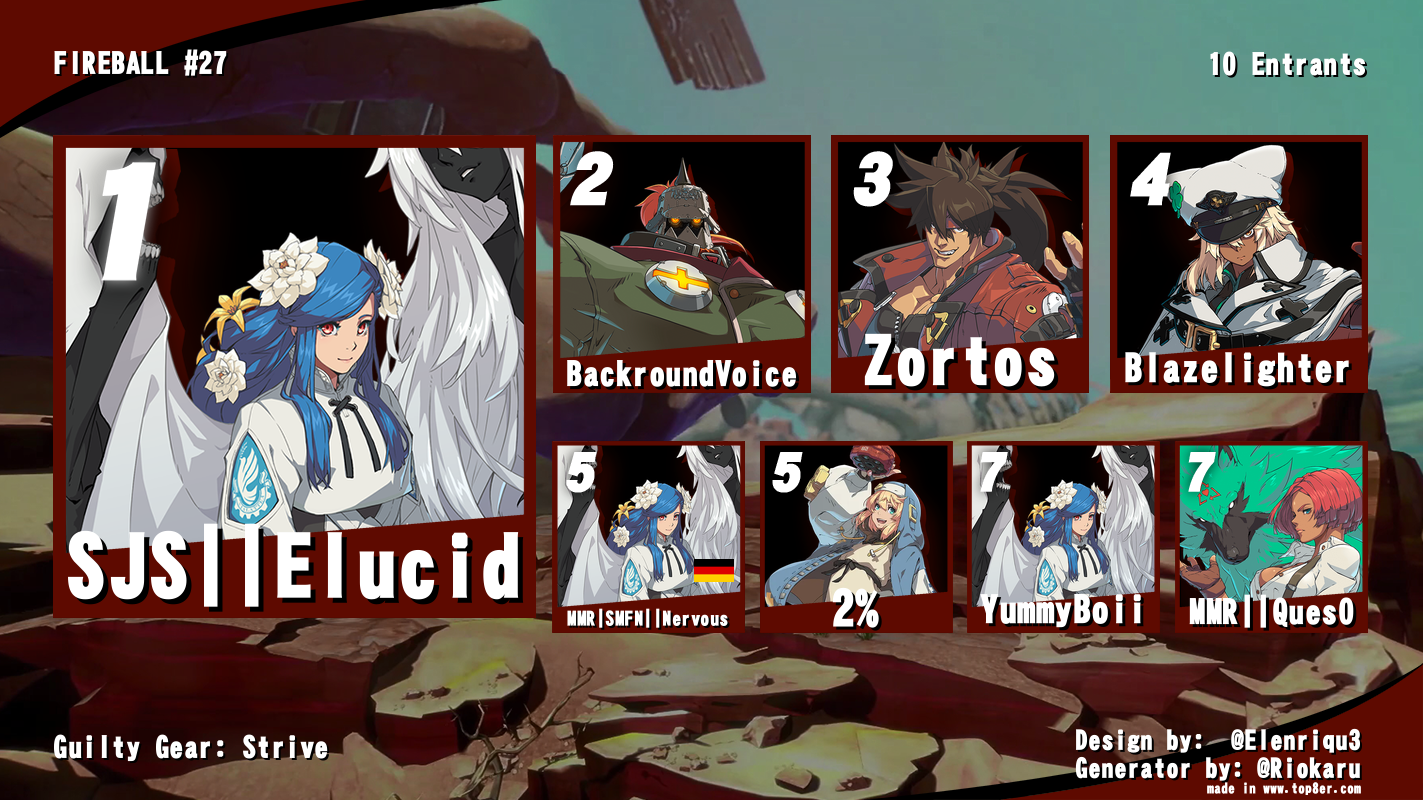 FIREBALL #27
10 Entrants
1
SJS||Elucid
2
BackroundVoice
3
Zortos
4
Blazelighter
5
MMR|SMFN||Nervous
5
2%
7
YummyBoii
7
MMR||Ques0
Guilty Gear: Strive
Design by: @Elenriqu3
Generator by: @Riokaru
made in www.top8er.com